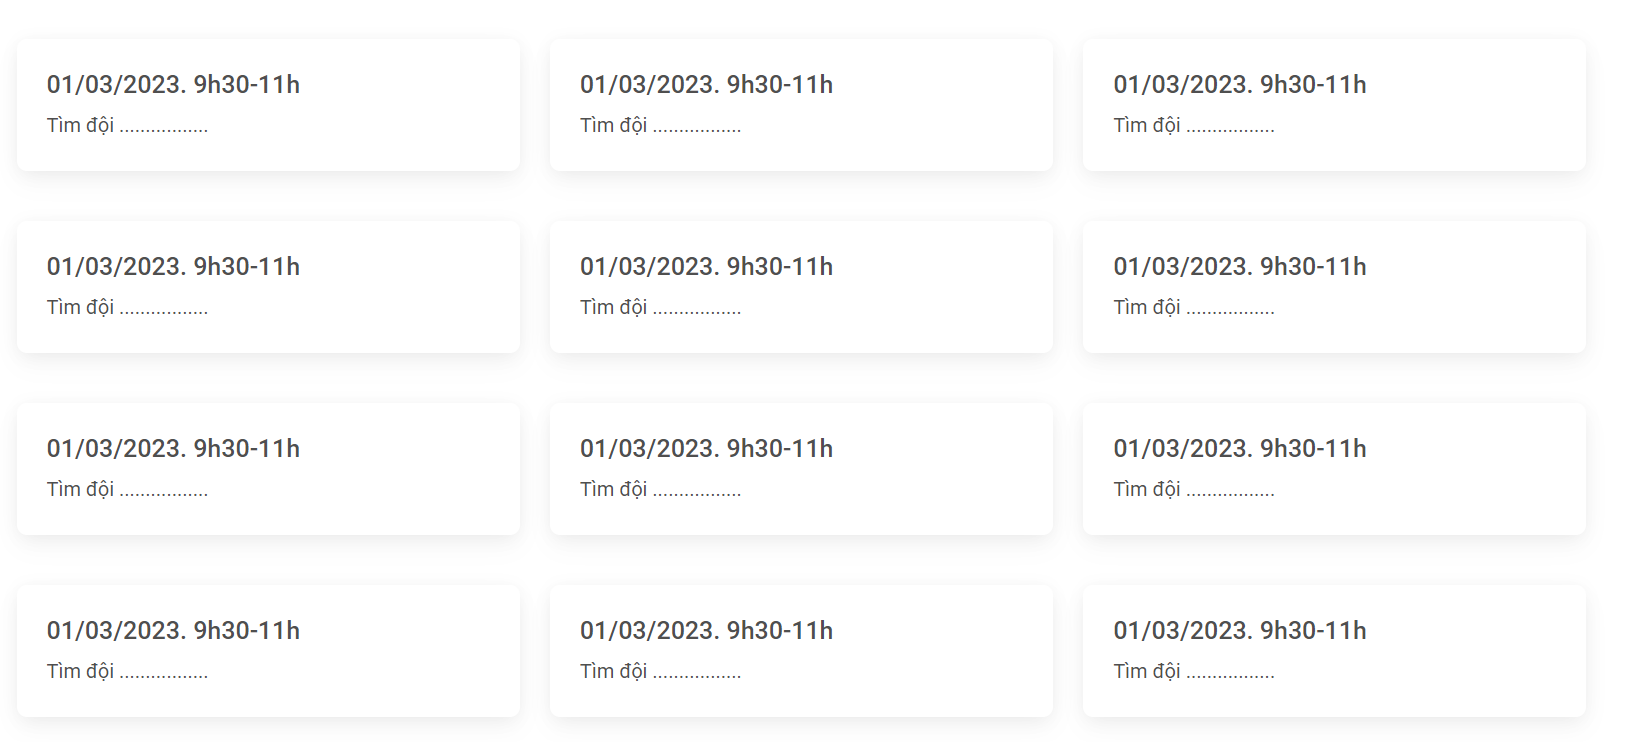 01/03/2023. 9h30-11h
Tìm đội .................
01/03/2023. 9h30-11h
Tìm đội .................
01/03/2023. 9h30-11h
Tìm đội .................
01/03/2023. 9h30-11h
Tìm đội .................
01/03/2023. 9h30-11h
Tìm đội .................
01/03/2023. 9h30-11h
Tìm đội .................
01/03/2023. 9h30-11h
Tìm đội .................
01/03/2023. 9h30-11h
Tìm đội .................
01/03/2023. 9h30-11h
Tìm đội .................
01/03/2023. 9h30-11h
Tìm đội .................
01/03/2023. 9h30-11h
Tìm đội .................
01/03/2023. 9h30-11h
Tìm đội .................